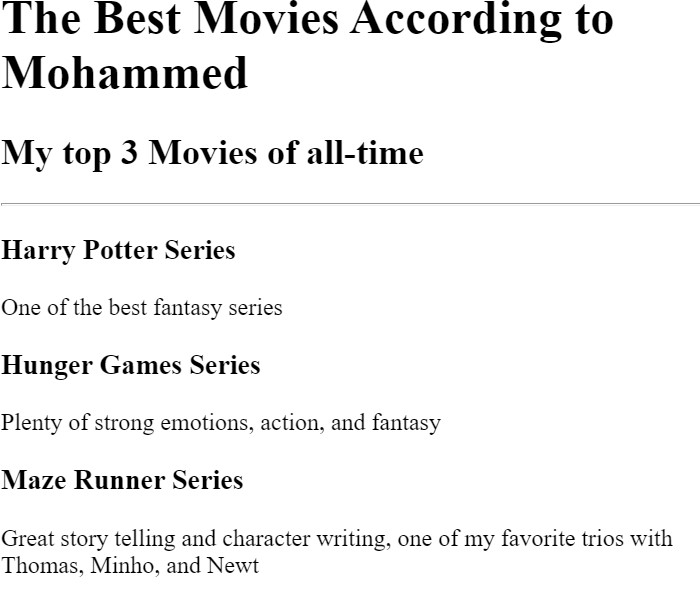 The Best Movies According to
Mohammed
My top 3 Movies of all-time
Harry Potter Series
One of the best fantasy series
Hunger Games Series
Plenty of strong emotions, action, and fantasy
Maze Runner Series
Great story telling and character writing, one of my favorite trios with
Thomas, Minho, and Newt